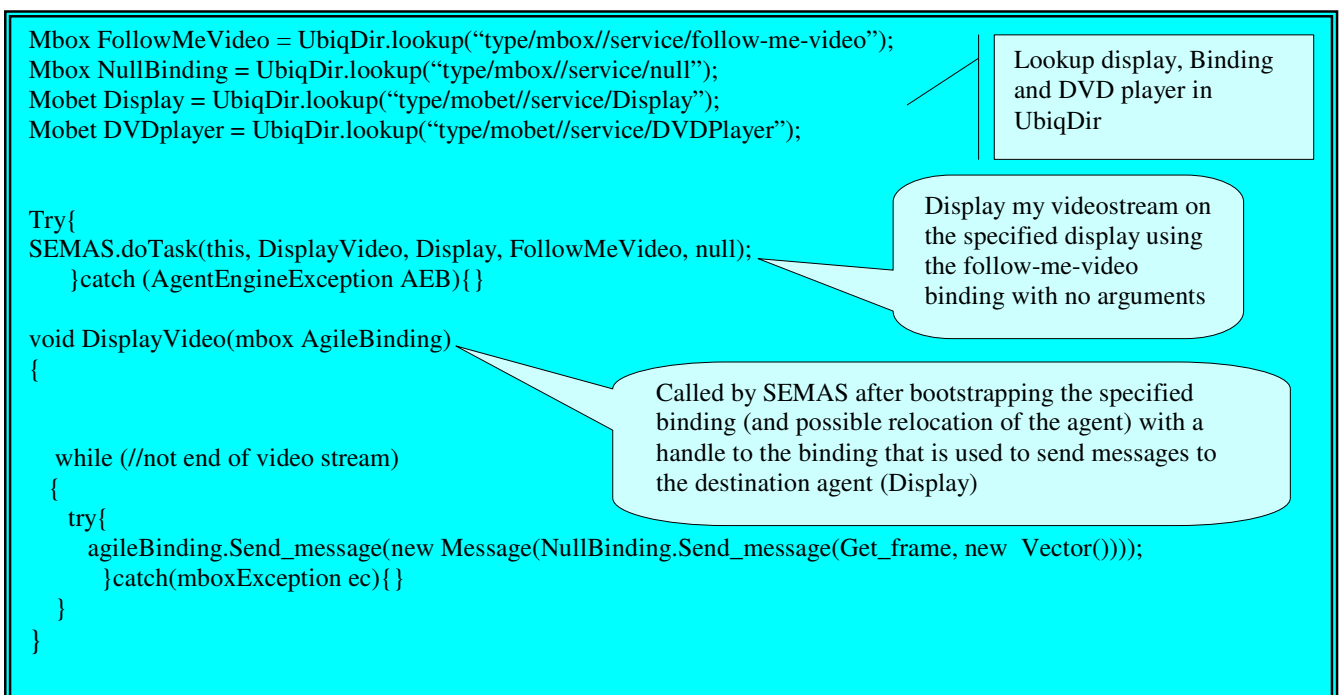 Mbox FollowMeVideo = UbiqDir.lookup(“type/mbox//service/follow-me-video”);
Mbox NullBinding = UbiqDir.lookup(“type/mbox//service/null”);
Mobet Display = UbiqDir.lookup(“type/mobet//service/Display”);
Mobet DVDplayer = UbiqDir.lookup(“type/mobet//service/DVDPlayer”);
Lookup display, Binding
and DVD player in
UbiqDir
Try{
SEMAS.doTask(this, DisplayVideo, Display, FollowMeVideo, null);
}catch (AgentEngineException AEB){}
Display my videostream on
the specified display using
the follow-me-video
binding with no arguments
void DisplayVideo(mbox AgileBinding)
{
Called by SEMAS after bootstrapping the specified
binding (and possible relocation of the agent) with a
handle to the binding that is used to send messages to
the destination agent (Display)
while (//not end of video stream)
{
try{
agileBinding.Send_message(new Message(NullBinding.Send_message(Get_frame, new Vector())));
}catch(mboxException ec){}
}
}